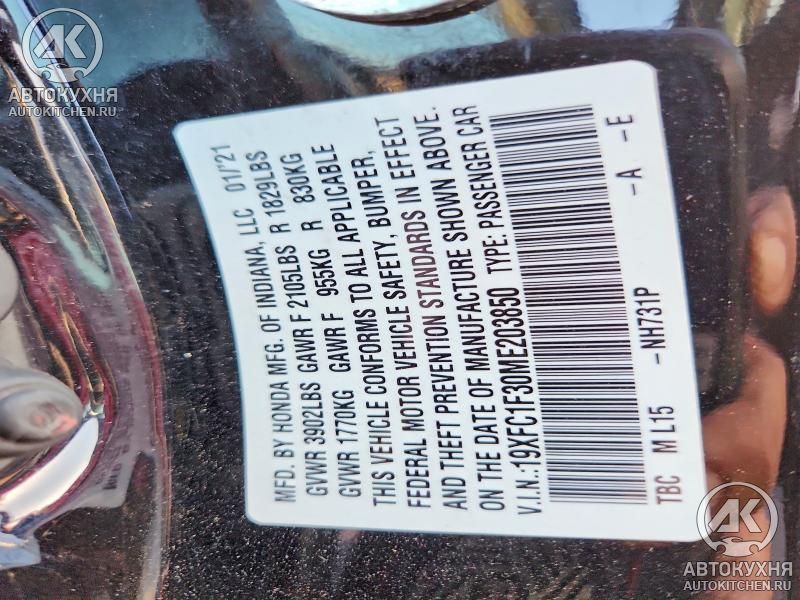 AK
АВТОКУХНЯ
AUTOKITCHEN.RU
MFD. BY HONDA MFG. OF INDIANA, LLC 01/'21
GVWR 3902LBS GAWR F 2105LBS R 1829LBS
GVWR 1770KG GAWR F 955KG R 830KG
THIS VEHICLE CONFORMS TO ALL APPLICABLE
FEDERAL MOTOR VEHICLE SAFETY, BUMPER,
AND THEFT PREVENTION STANDARDS IN EFFECT
ON THE DATE OF MANUFACTURE SHOWN ABOVE.
V.I.N:19XFC1F30ME203850 TYPE: PASSENGER CAR
TBC M L15 -NH731P -A -E
AK
АВТОКУХНЯ
AUTOKITCHEN.RU